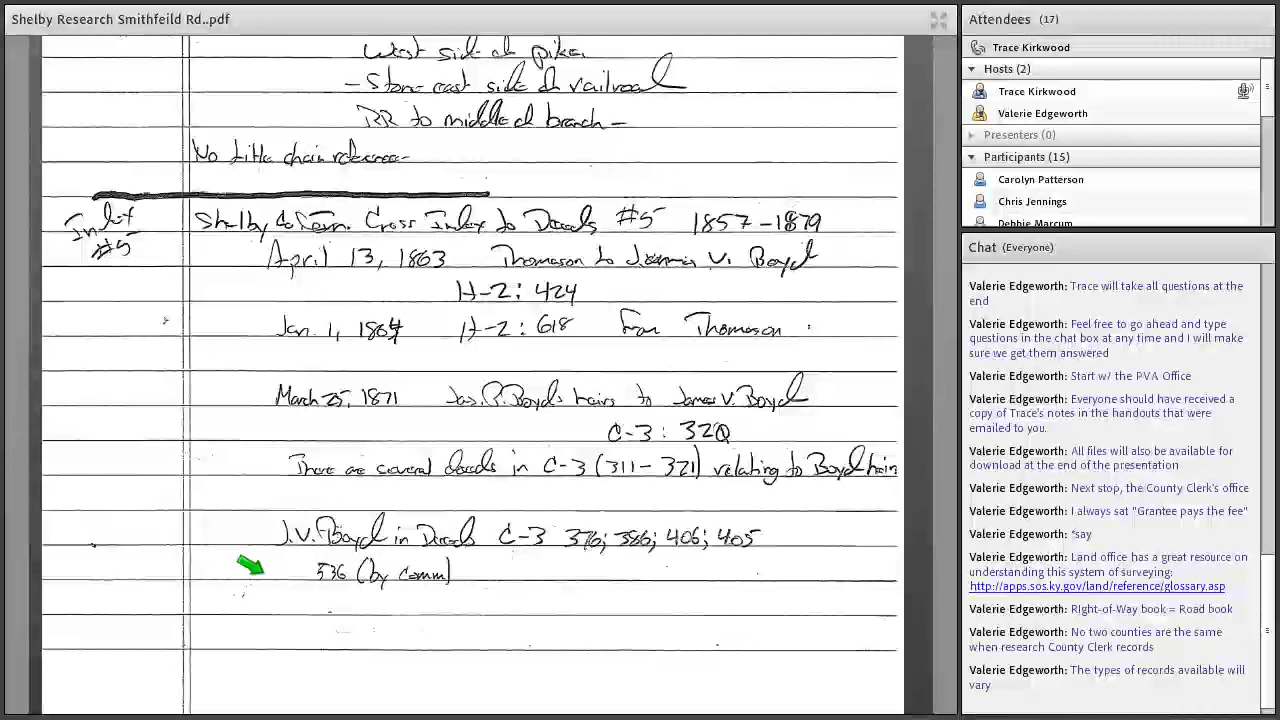 Shelby Research Smithfeild Rd..pdf
West side of pike.
- Stone east side of railroad
RR to middle of branch -
No title chain reference-
Index #5
Shelby Co Tern. Cross Index to Deeds #5 1857-1879
April 13, 1863 Thomason to James V. Boyd
H-2: 424
Jan. 1, 1864 H-2: 618 from Thomason
March 25, 1871 Jas. P. Boyds heirs to James V. Boyd
C-3: 320
There are several deeds in C-3 (311-321) relating to Boyd heirs
J.V. Boyd in Deeds C-3 376; 386; 406; 405
536 (by comm)
Attendees (17)
Trace Kirkwood
Hosts (2)
Trace Kirkwood
Valerie Edgeworth
Presenters (0)
Participants (15)
Carolyn Patterson
Chris Jennings
Debbie Marcum
Chat (Everyone)
Valerie Edgeworth: Trace will take all questions at the
end
Valerie Edgeworth: Feel free to go ahead and type
questions in the chat box at any time and I will make
sure we get them answered
Valerie Edgeworth: Start w/ the PVA Office
Valerie Edgeworth: Everyone should have received a
copy of Trace's notes in the handouts that were
emailed to you.
Valerie Edgeworth: All files will also be available for
download at the end of the presentation
Valerie Edgeworth: Next stop, the County Clerk's office
Valerie Edgeworth: I always sat "Grantee pays the fee"
Valerie Edgeworth: *say
Valerie Edgeworth: Land office has a great resource on
understanding this system of surveying:
http://apps.sos.ky.gov/land/reference/glossary.asp
Valerie Edgeworth: RIght-of-Way book = Road book
Valerie Edgeworth: No two counties are the same
when research County Clerk records
Valerie Edgeworth: The types of records available will
vary